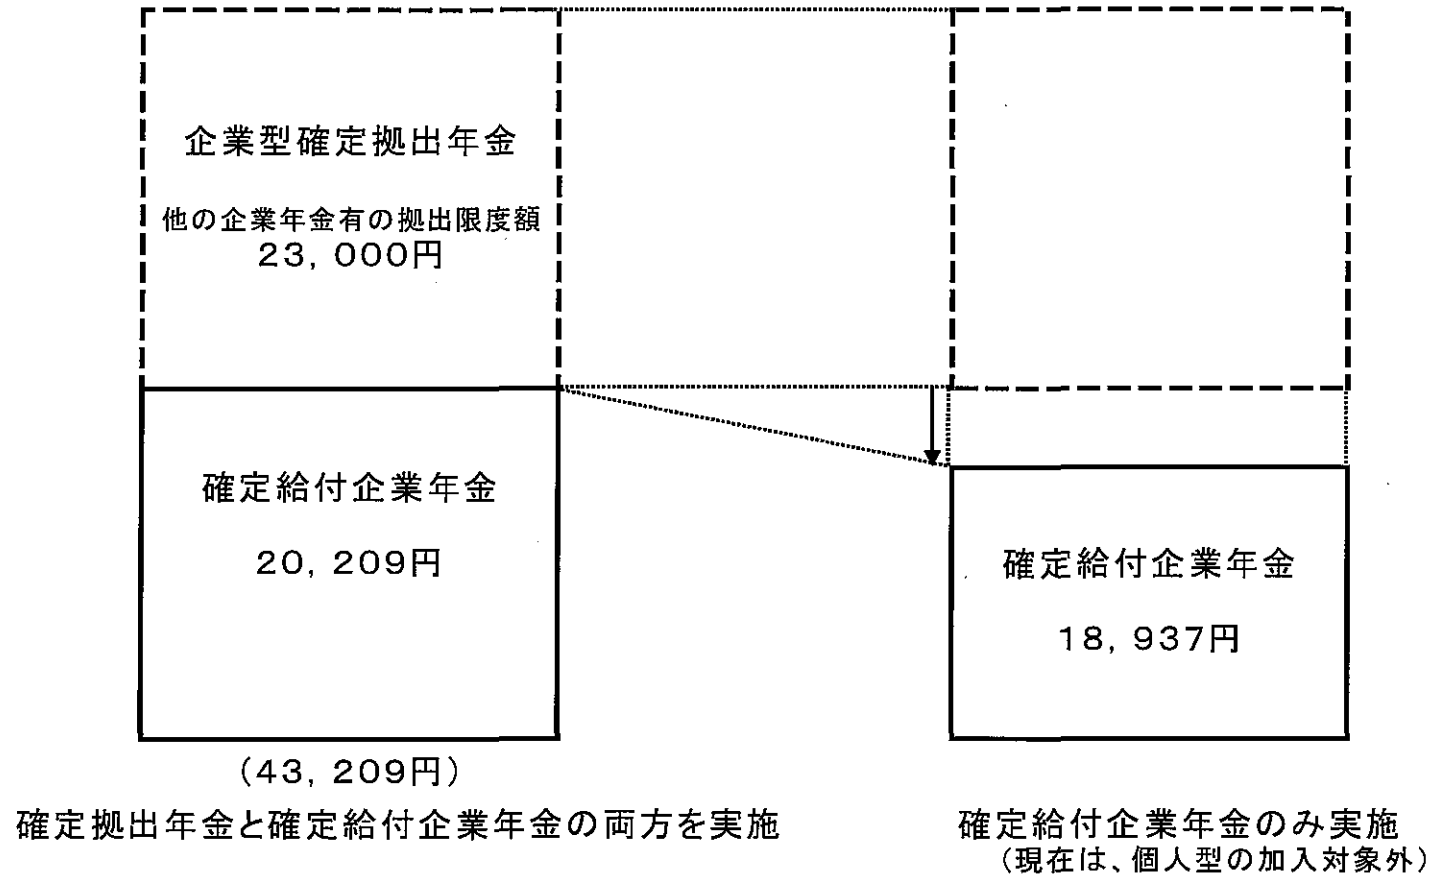 企業型確定拠出年金
他の企業年金有の拠出限度額
23,000円
確定給付企業年金
20,209円
確定給付企業年金
18,937円
(43,209円)
確定拠出年金と確定給付企業年金の両方を実施
確定給付企業年金のみ実施
(現在は、個人型の加入対象外)